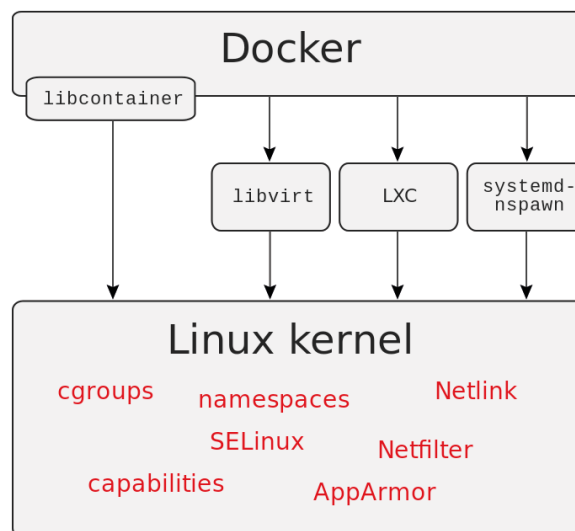 Docker
libcontainer
libvirt
LXC
systemd-
nspawn
Linux kernel
cgroups
namespaces
Netlink
SELinux
Netfilter
capabilities
AppArmor